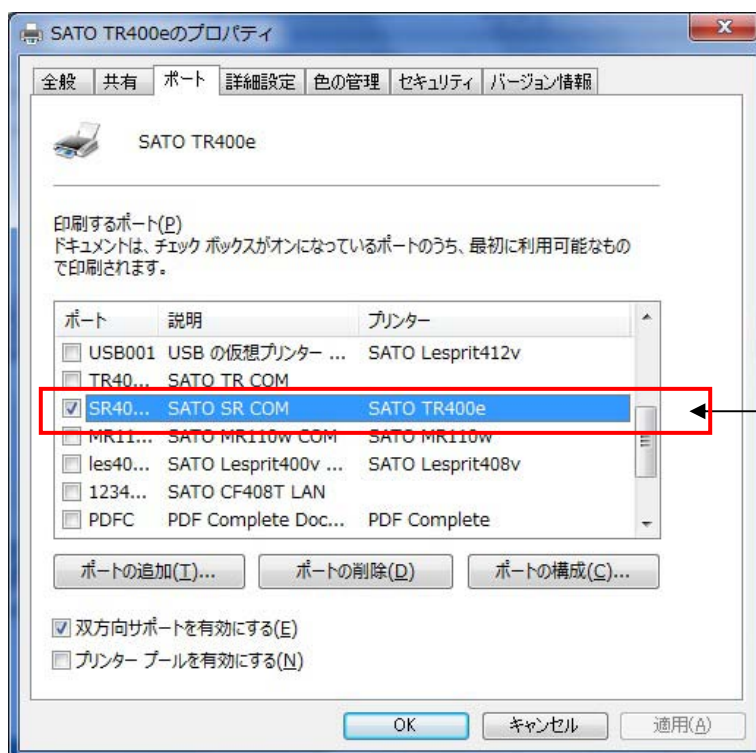 SATO TR400eのプロパティ
全般 共有 ポート 詳細設定 色の管理 セキュリティ バージョン情報
SATO TR400e
印刷するポート(P)
ドキュメントは、チェック ボックスがオンになっているポートのうち、最初に利用可能なもの
で印刷されます。
ポート 説明 プリンター
USB001 USB の仮想プリンター ... SATO Lesprit412v
TR40... SATO TR COM
SR40... SATO SR COM SATO TR400e
MR11... SATO MR110w COM SATO MR110w
les40... SATO Lesprit400v ... SATO Lesprit408v
1234... SATO CF408T LAN
PDFC PDF Complete Doc... PDF Complete
ポートの追加(T)... ポートの削除(D) ポートの構成(C)...
双方向サポートを有効にする(E)
プリンター プールを有効にする(N)
OK キャンセル 適用(A)